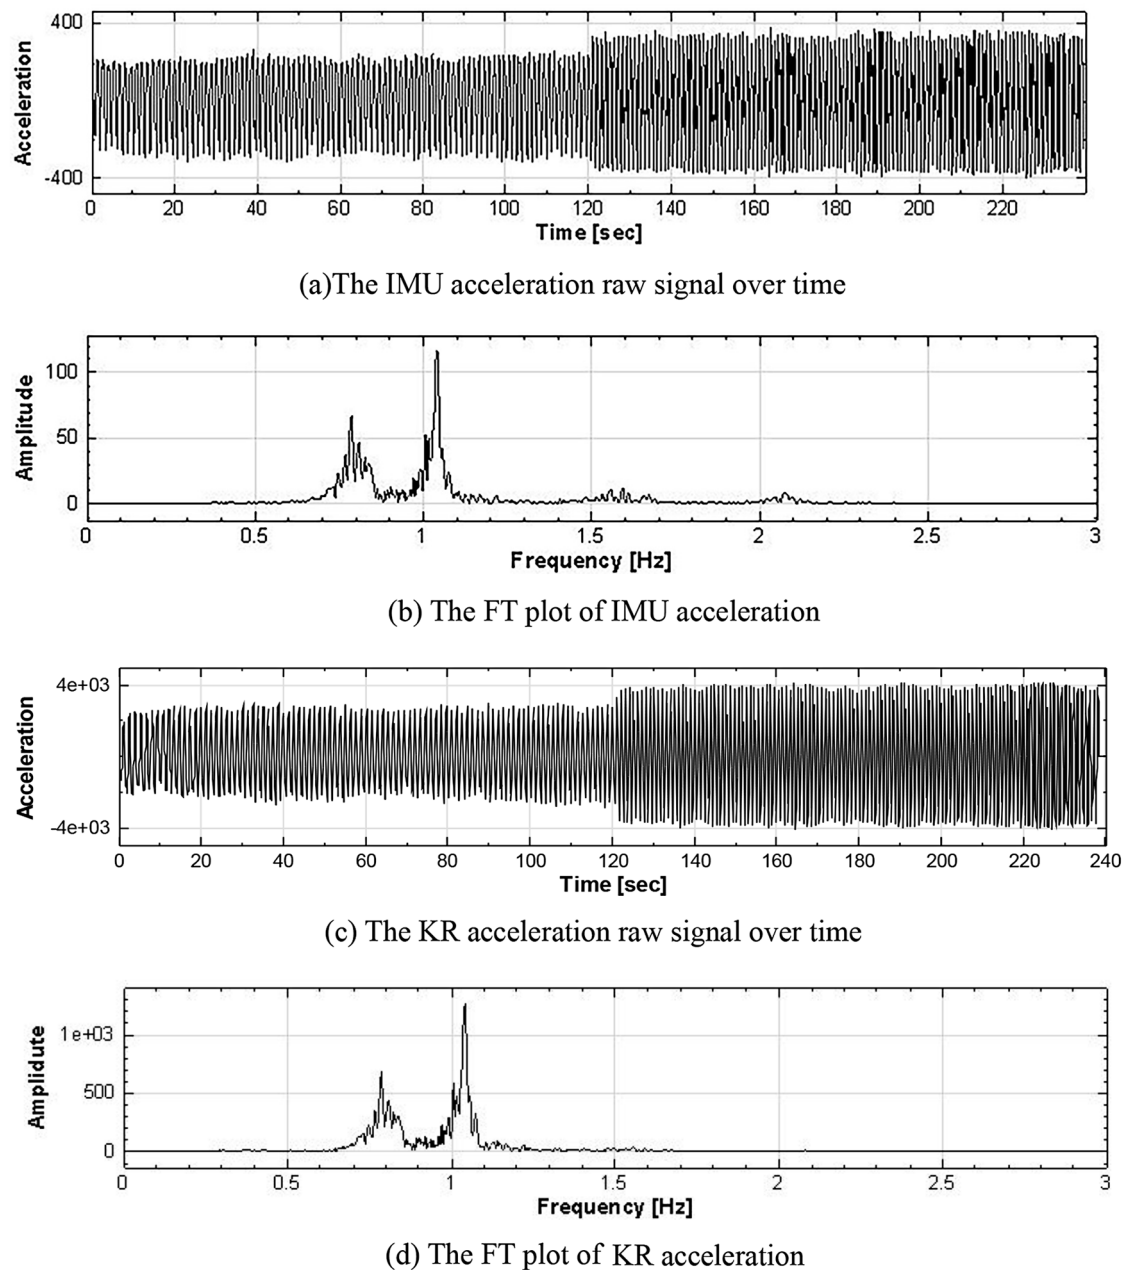 400
Acceleration
-400
0 20 40 60 80 100 120 140 160 180 200 220
Time [sec]
(a)The IMU acceleration raw signal over time
100
Amplitude
50
0
0 0.5 1 1.5 2 2.5 3
Frequency [Hz]
(b) The FT plot of IMU acceleration
4e+03
Acceleration
-4e+03
0 20 40 60 80 100 120 140 160 180 200 220 240
Time [sec]
(c) The KR acceleration raw signal over time
1e+03
Amplidute
500
0
0 0.5 1 1.5 2 2.5 3
Frequency [Hz]
(d) The FT plot of KR acceleration